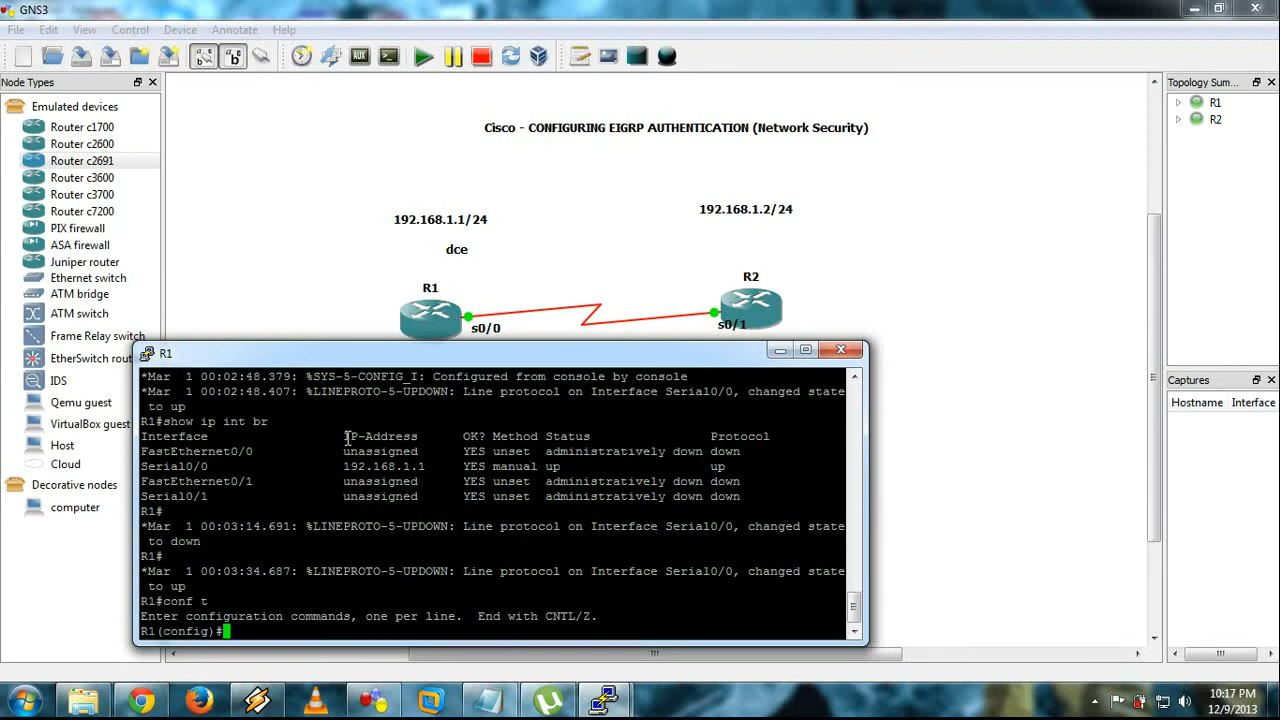 GNS3
File Edit View Control Device Annotate Help
Node Types
Emulated devices
Router c1700
Router c2600
Router c2691
Router c3600
Router c3700
Router c7200
PIX firewall
ASA firewall
Juniper router
Ethernet switch
ATM bridge
ATM switch
Frame Relay switch
EtherSwitch rout
IDS
Qemu guest
VirtualBox guest
Host
Cloud
Decorative nodes
computer
Cisco - CONFIGURING EIGRP AUTHENTICATION (Network Security)
192.168.1.1/24
192.168.1.2/24
dce
R1
R2
s0/0
s0/1
Topology Sum...
R1
R2
Captures
Hostname Interface
R1
*Mar  1 00:02:48.379: %SYS-5-CONFIG_I: Configured from console by console
*Mar  1 00:02:48.407: %LINEPROTO-5-UPDOWN: Line protocol on Interface Serial0/0, changed state
to up
R1#show ip int br
Interface IP-Address OK? Method Status Protocol
FastEthernet0/0 unassigned YES unset administratively down down
Serial0/0 192.168.1.1 YES manual up up
FastEthernet0/1 unassigned YES unset administratively down down
Serial0/1 unassigned YES unset administratively down down
R1#
*Mar  1 00:03:14.691: %LINEPROTO-5-UPDOWN: Line protocol on Interface Serial0/0, changed state
to down
R1#
*Mar  1 00:03:34.687: %LINEPROTO-5-UPDOWN: Line protocol on Interface Serial0/0, changed state
to up
R1#conf t
Enter configuration commands, one per line.  End with CNTL/Z.
R1(config)#
10:17 PM
12/9/2013